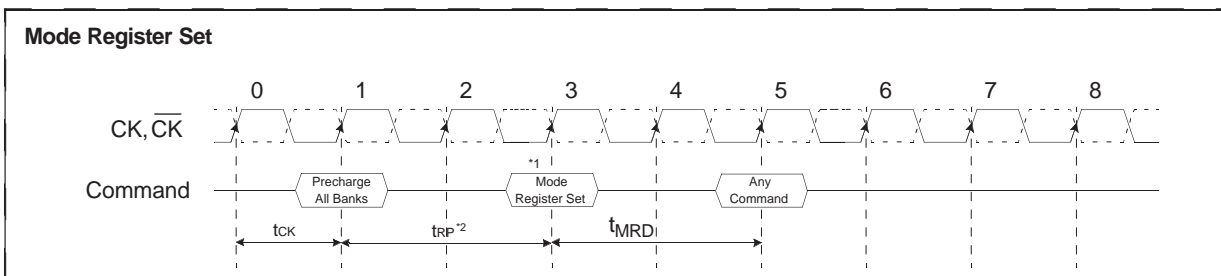 Mode Register Set
0 1 2 3 4 5 6 7 8
CK, C̅K̅
*1
Command
Precharge
All Banks
Mode
Register Set
Any
Command
tCK
tRP*2
tMRD